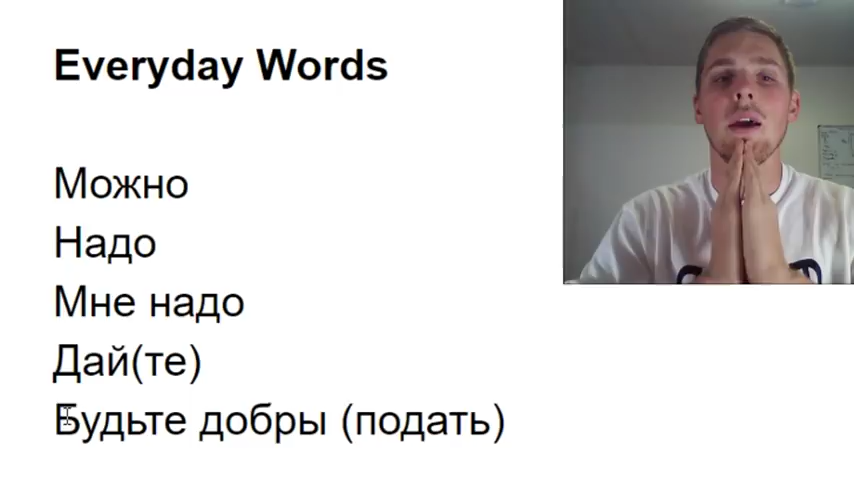 Everyday Words
Можно
Надо
Мне надо
Дай(те)
Будьте добры (подать)